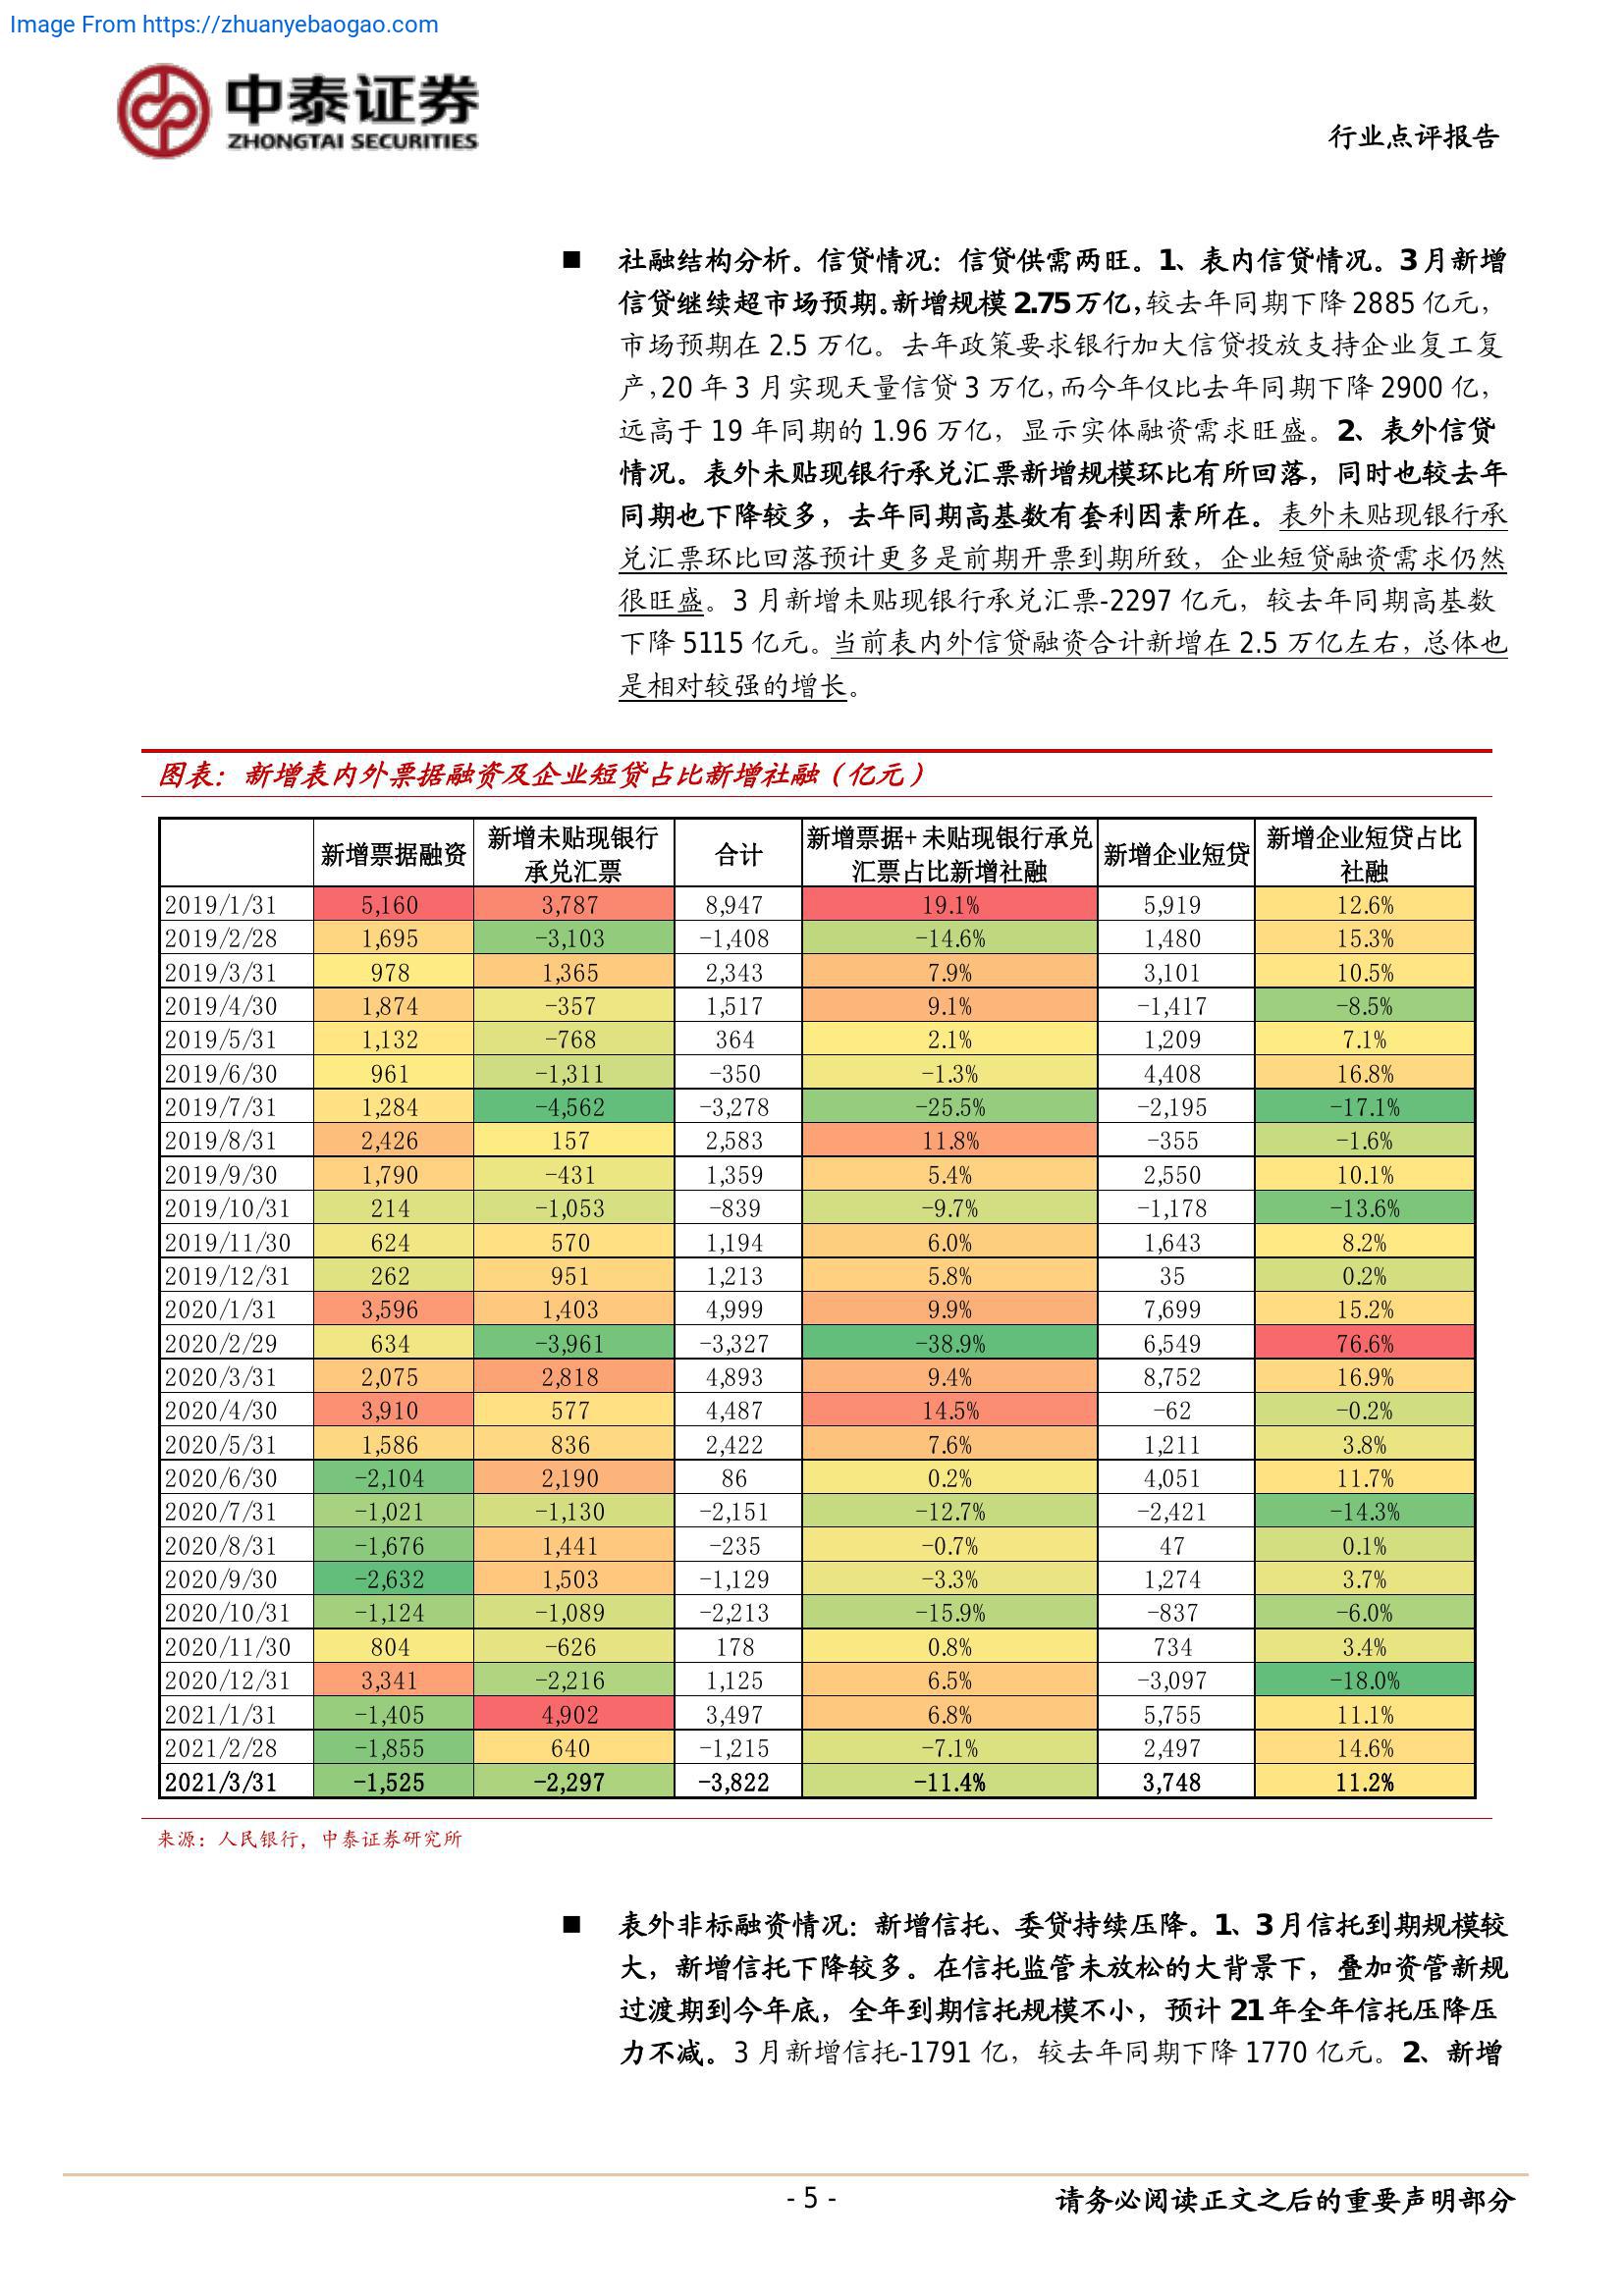 Image From https://zhuanyebaogao.com
中泰证券
ZHONGTAI SECURITIES
行业点评报告
■ 社融结构分析。信贷情况：信贷供需两旺。1、表内信贷情况。3 月新增
信贷继续超市场预期。新增规模 2.75 万亿，较去年同期下降 2885 亿元，
市场预期在 2.5 万亿。去年政策要求银行加大信贷投放支持企业复工复
产，20 年 3 月实现天量信贷 3 万亿，而今年仅比去年同期下降 2900 亿，
远高于 19 年同期的 1.96 万亿，显示实体融资需求旺盛。2、表外信贷
情况。表外未贴现银行承兑汇票新增规模环比有所回落，同时也较去年
同期也下降较多，去年同期高基数有套利因素所在。表外未贴现银行承
兑汇票环比回落预计更多是前期开票到期所致，企业短贷融资需求仍然
很旺盛。3 月新增未贴现银行承兑汇票-2297 亿元，较去年同期高基数
下降 5115 亿元。当前表内外信贷融资合计新增在 2.5 万亿左右，总体也
是相对较强的增长。
图表：新增表内外票据融资及企业短贷占比新增社融（亿元）
新增票据融资 新增未贴现银行承兑汇票 合计 新增票据+未贴现银行承兑汇票占比新增社融 新增企业短贷 新增企业短贷占比社融
2019/1/31 5,160 3,787 8,947 19.1% 5,919 12.6%
2019/2/28 1,695 -3,103 -1,408 -14.6% 1,480 15.3%
2019/3/31 978 1,365 2,343 7.9% 3,101 10.5%
2019/4/30 1,874 -357 1,517 9.1% -1,417 -8.5%
2019/5/31 1,132 -768 364 2.1% 1,209 7.1%
2019/6/30 961 -1,311 -350 -1.3% 4,408 16.8%
2019/7/31 1,284 -4,562 -3,278 -25.5% -2,195 -17.1%
2019/8/31 2,426 157 2,583 11.8% -355 -1.6%
2019/9/30 1,790 -431 1,359 5.4% 2,550 10.1%
2019/10/31 214 -1,053 -839 -9.7% -1,178 -13.6%
2019/11/30 624 570 1,194 6.0% 1,643 8.2%
2019/12/31 262 951 1,213 5.8% 35 0.2%
2020/1/31 3,596 1,403 4,999 9.9% 7,699 15.2%
2020/2/29 634 -3,961 -3,327 -38.9% 6,549 76.6%
2020/3/31 2,075 2,818 4,893 9.4% 8,752 16.9%
2020/4/30 3,910 577 4,487 14.5% -62 -0.2%
2020/5/31 1,586 836 2,422 7.6% 1,211 3.8%
2020/6/30 -2,104 2,190 86 0.2% 4,051 11.7%
2020/7/31 -1,021 -1,130 -2,151 -12.7% -2,421 -14.3%
2020/8/31 -1,676 1,441 -235 -0.7% 47 0.1%
2020/9/30 -2,632 1,503 -1,129 -3.3% 1,274 3.7%
2020/10/31 -1,124 -1,089 -2,213 -15.9% -837 -6.0%
2020/11/30 804 -626 178 0.8% 734 3.4%
2020/12/31 3,341 -2,216 1,125 6.5% -3,097 -18.0%
2021/1/31 -1,405 4,902 3,497 6.8% 5,755 11.1%
2021/2/28 -1,855 640 -1,215 -7.1% 2,497 14.6%
2021/3/31 -1,525 -2,297 -3,822 -11.4% 3,748 11.2%
来源：人民银行，中泰证券研究所
■ 表外非标融资情况：新增信托、委贷持续压降。1、3 月信托到期规模较
大，新增信托下降较多。在信托监管未放松的大背景下，叠加资管新规
过渡期到今年底，全年到期信托规模不小，预计 21 年全年信托压降压
力不减。3 月新增信托-1791 亿，较去年同期下降 1770 亿元。2、新增
- 5 -
请务必阅读正文之后的重要声明部分